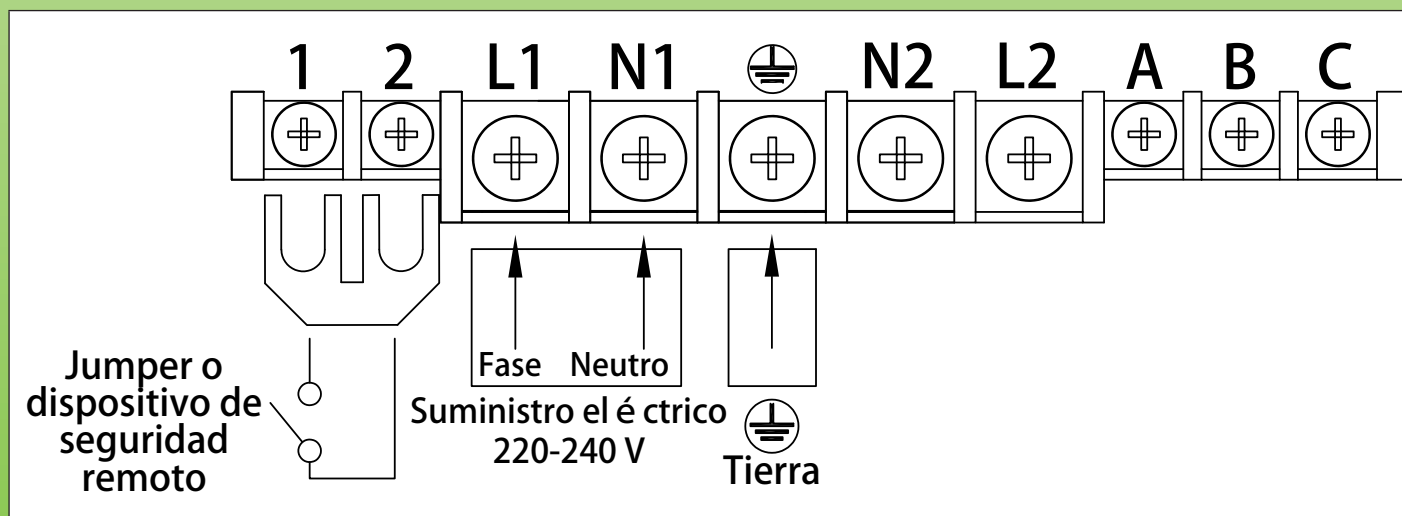 1 2 L1 N1 N2 L2 A B C
Fase Neutro
Jumper o
dispositivo de
seguridad
remoto
Suministro el é ctrico
220-240 V
Tierra